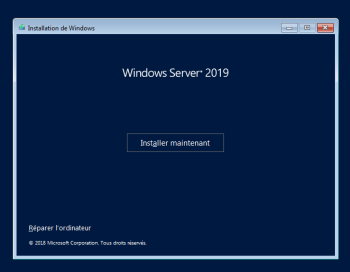 Installation de Windows
Windows Server® 2019
Installer maintenant
Réparer l'ordinateur
© 2018 Microsoft Corporation. Tous droits réservés.